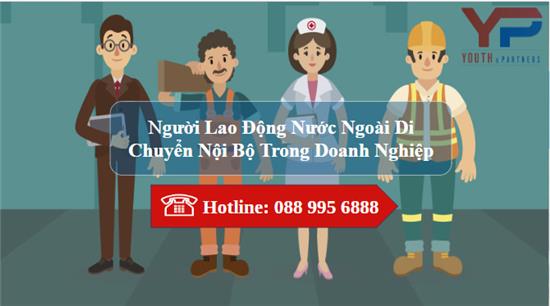 YP
YOUTH & PARTNERS
Người Lao Động Nước Ngoài Di
Chuyển Nội Bộ Trong Doanh Nghiệp
Hotline: 088 995 6888